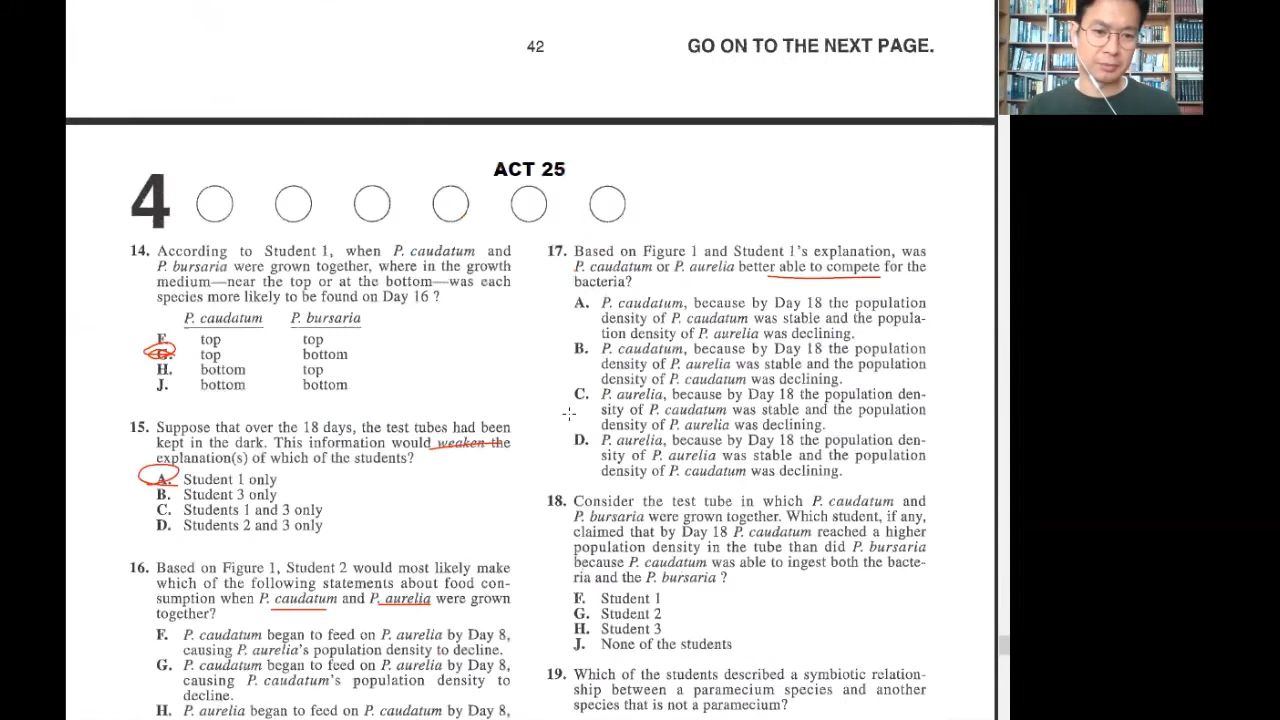 42
GO ON TO THE NEXT PAGE.
ACT 25
4
14. According to Student 1, when P. caudatum and
P. bursaria were grown together, where in the growth
medium—near the top or at the bottom—was each
species more likely to be found on Day 16 ?
P. caudatum P. bursaria
F. top top
G. top bottom
H. bottom top
J. bottom bottom
15. Suppose that over the 18 days, the test tubes had been
kept in the dark. This information would weaken the
explanation(s) of which of the students?
A. Student 1 only
B. Student 3 only
C. Students 1 and 3 only
D. Students 2 and 3 only
16. Based on Figure 1, Student 2 would most likely make
which of the following statements about food con-
sumption when P. caudatum and P. aurelia were grown
together?
F. P. caudatum began to feed on P. aurelia by Day 8,
causing P. aurelia's population density to decline.
G. P. caudatum began to feed on P. aurelia by Day 8,
causing P. caudatum's population density to
decline.
H. P. aurelia began to feed on P. caudatum by Day 8,
17. Based on Figure 1 and Student 1's explanation, was
P. caudatum or P. aurelia better able to compete for the
bacteria?
A. P. caudatum, because by Day 18 the population
density of P. caudatum was stable and the popula-
tion density of P. aurelia was declining.
B. P. caudatum, because by Day 18 the population
density of P. aurelia was stable and the population
density of P. caudatum was declining.
C. P. aurelia, because by Day 18 the population den-
sity of P. caudatum was stable and the population
density of P. aurelia was declining.
D. P. aurelia, because by Day 18 the population den-
sity of P. aurelia was stable and the population
density of P. caudatum was declining.
18. Consider the test tube in which P. caudatum and
P. bursaria were grown together. Which student, if any,
claimed that by Day 18 P. caudatum reached a higher
population density in the tube than did P. bursaria
because P. caudatum was able to ingest both the bacte-
ria and the P. bursaria ?
F. Student 1
G. Student 2
H. Student 3
J. None of the students
19. Which of the students described a symbiotic relation-
ship between a paramecium species and another
species that is not a paramecium?